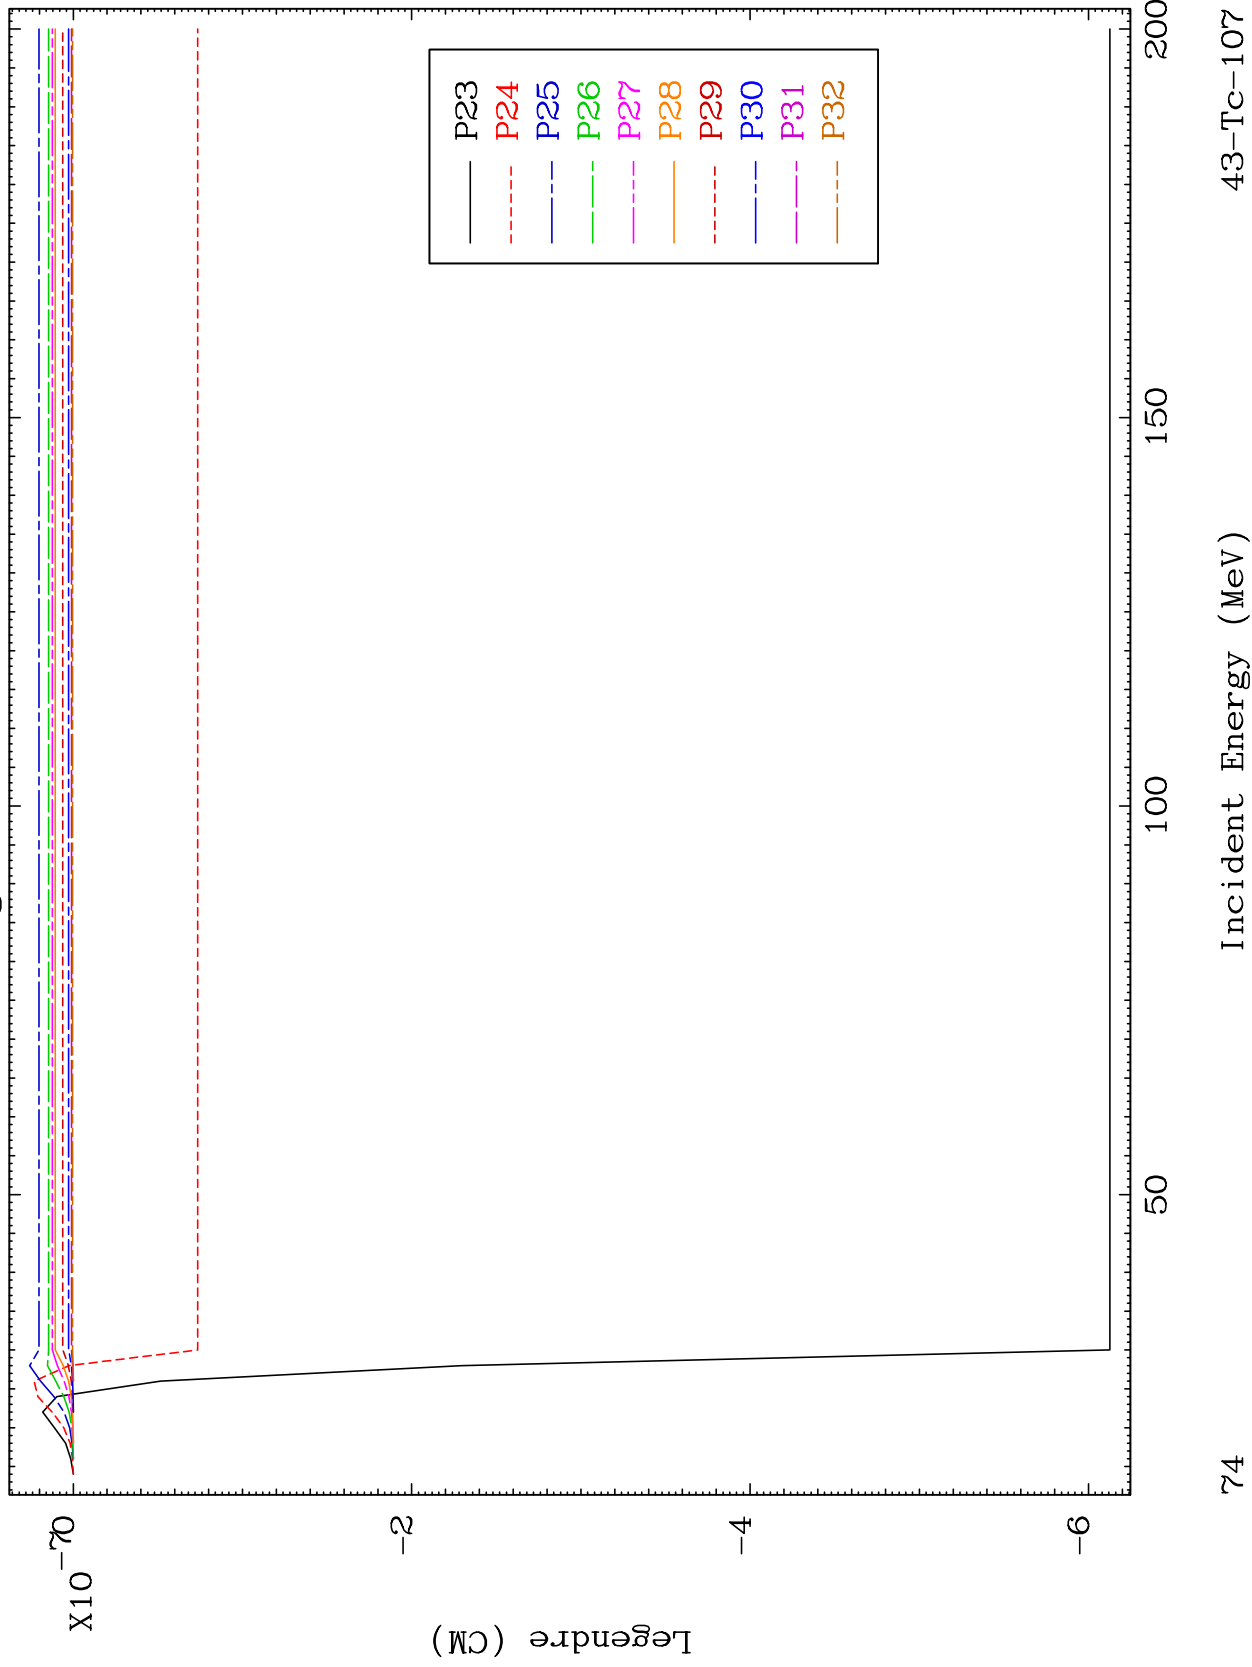 P23
P24
P25
P26
P27
P28
P29
P30
P31
P32
X10-7
0
-2
-4
-6
Legendre (CM)
50
100
150
200
74
Incident Energy (MeV)
43-Tc-107